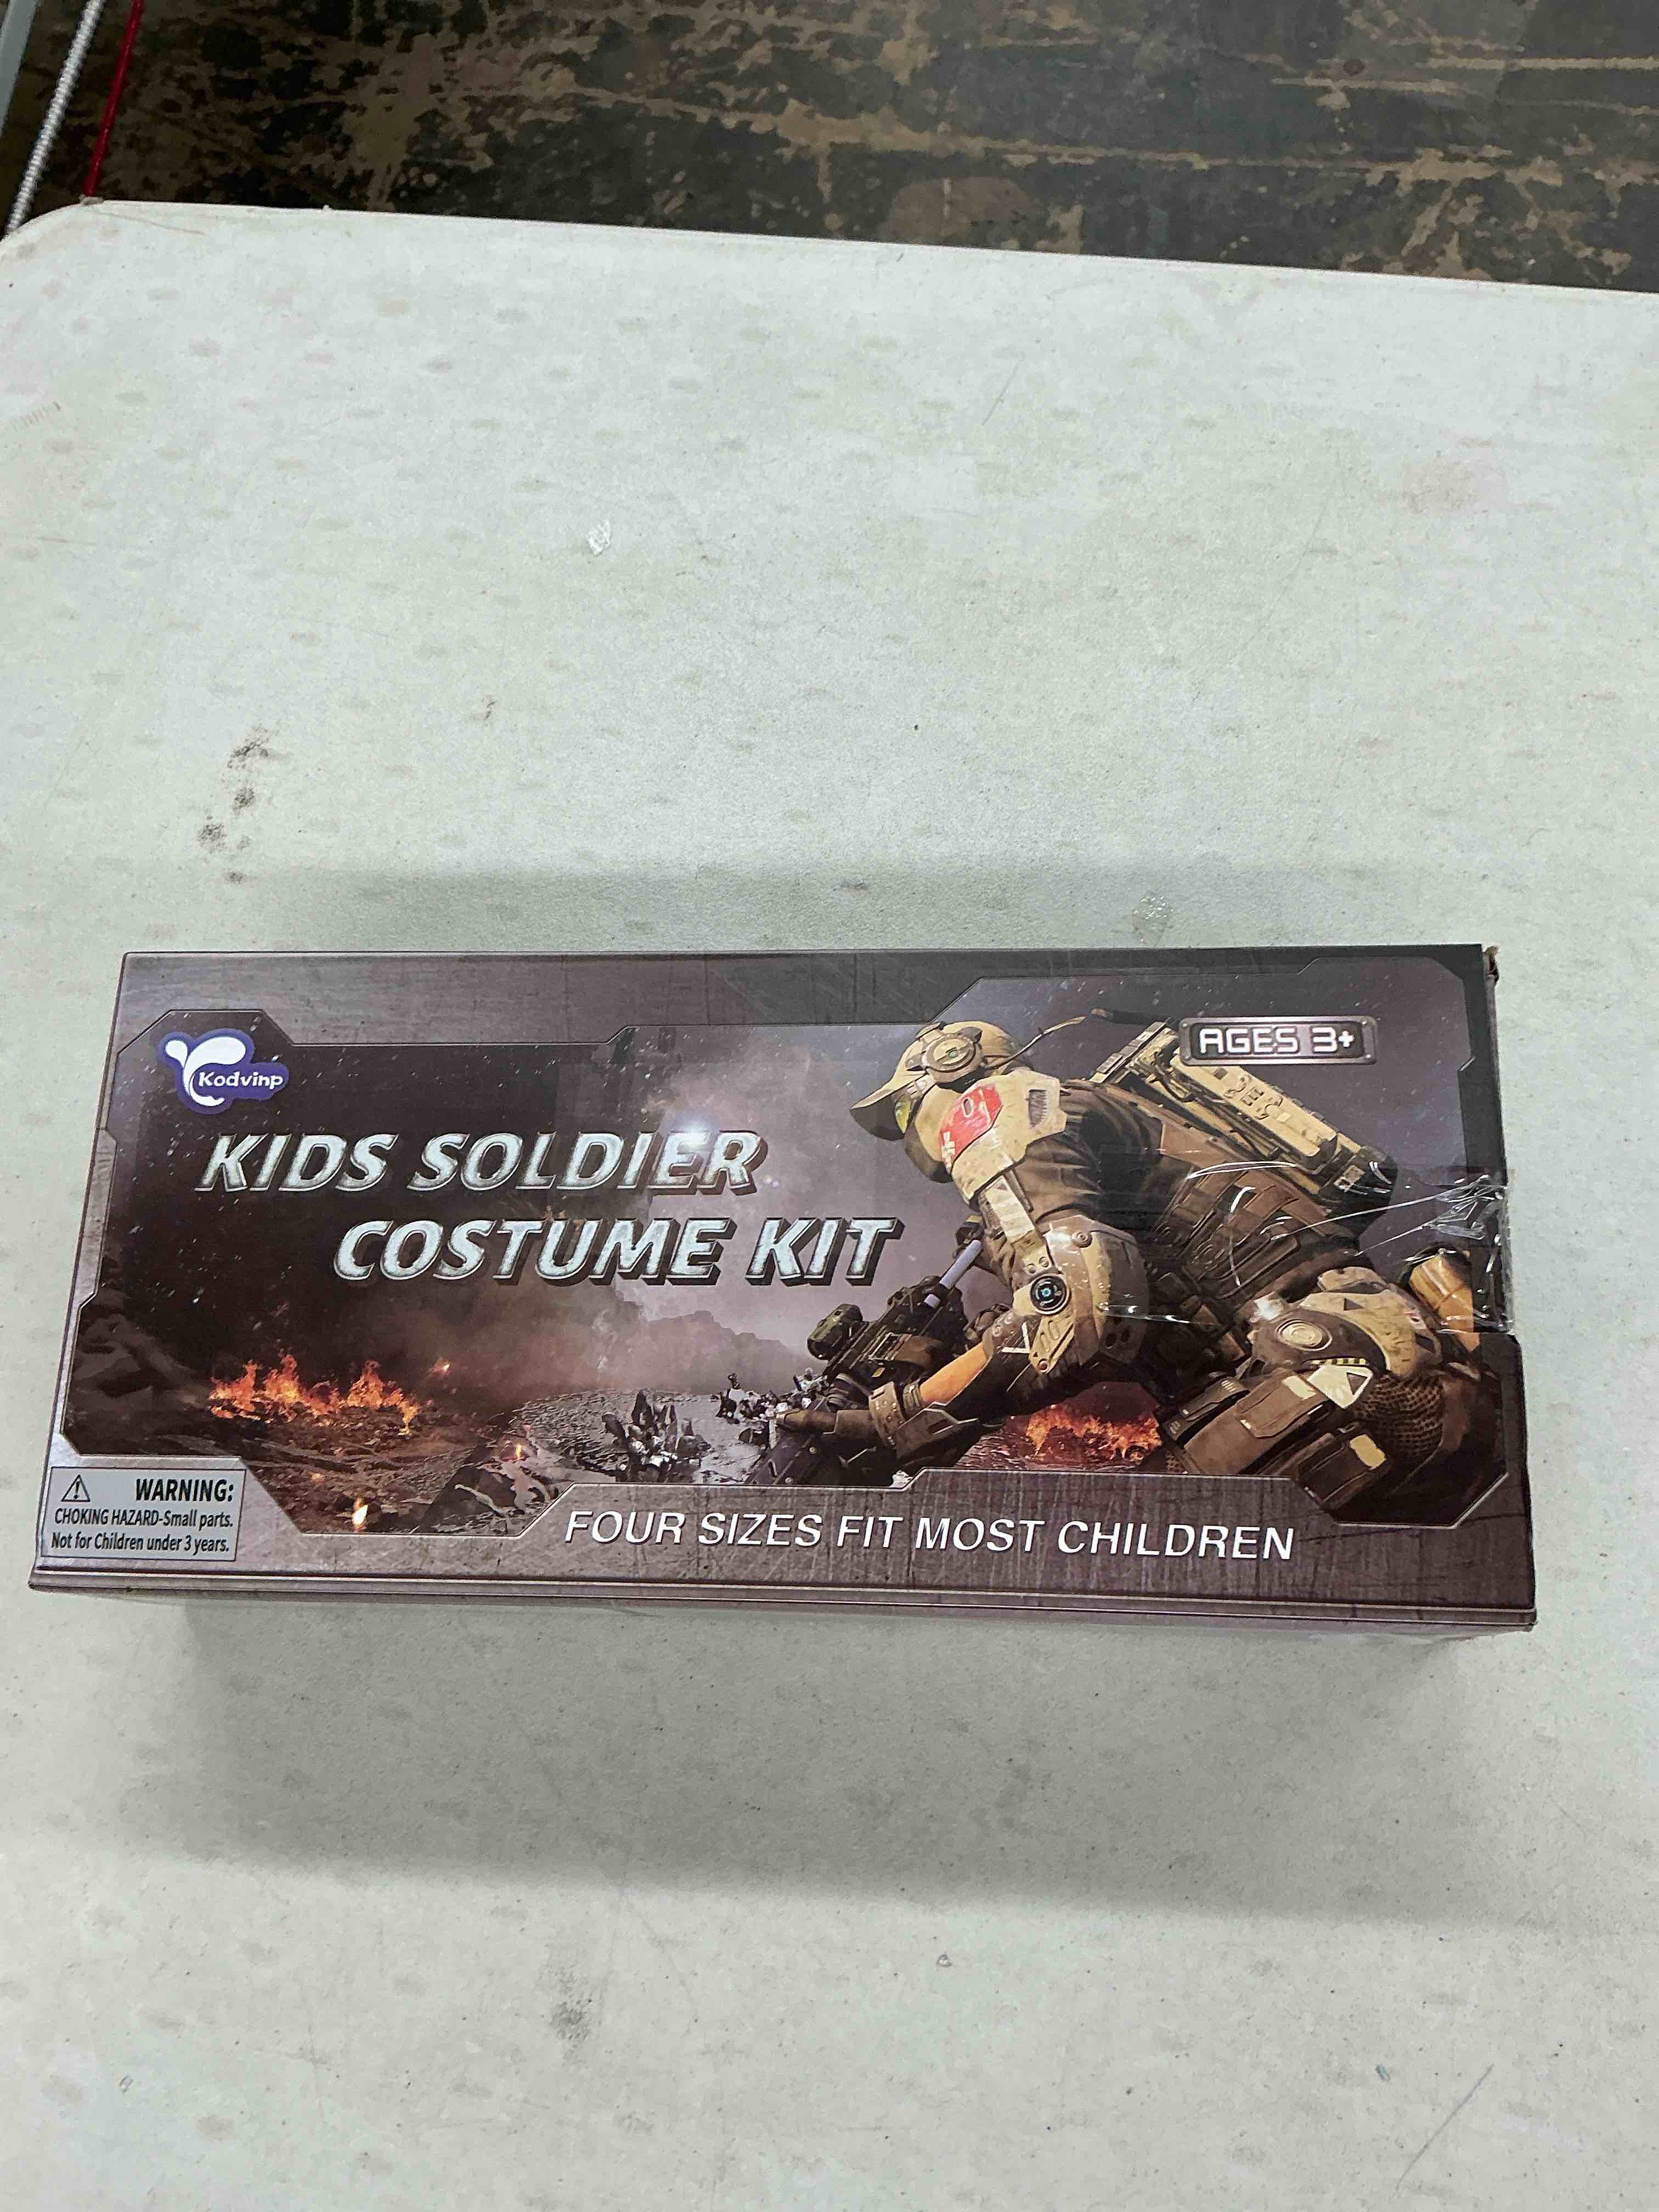 Kodvinp
AGES 3+
KIDS SOLDIER
COSTUME KIT
WARNING:
CHOKING HAZARD-Small parts.
Not for Children under 3 years.
FOUR SIZES FIT MOST CHILDREN